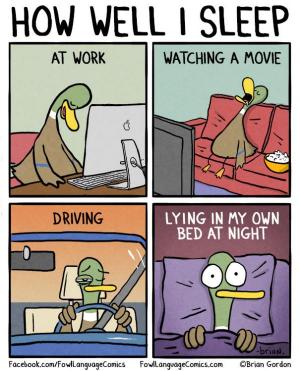 HOW WELL I SLEEP
AT WORK
WATCHING A MOVIE
DRIVING
LYING IN MY OWN
BED AT NIGHT
-brian.
Facebook.com/FowlLanguageComics FowlLanguageComics.com ©Brian Gordon